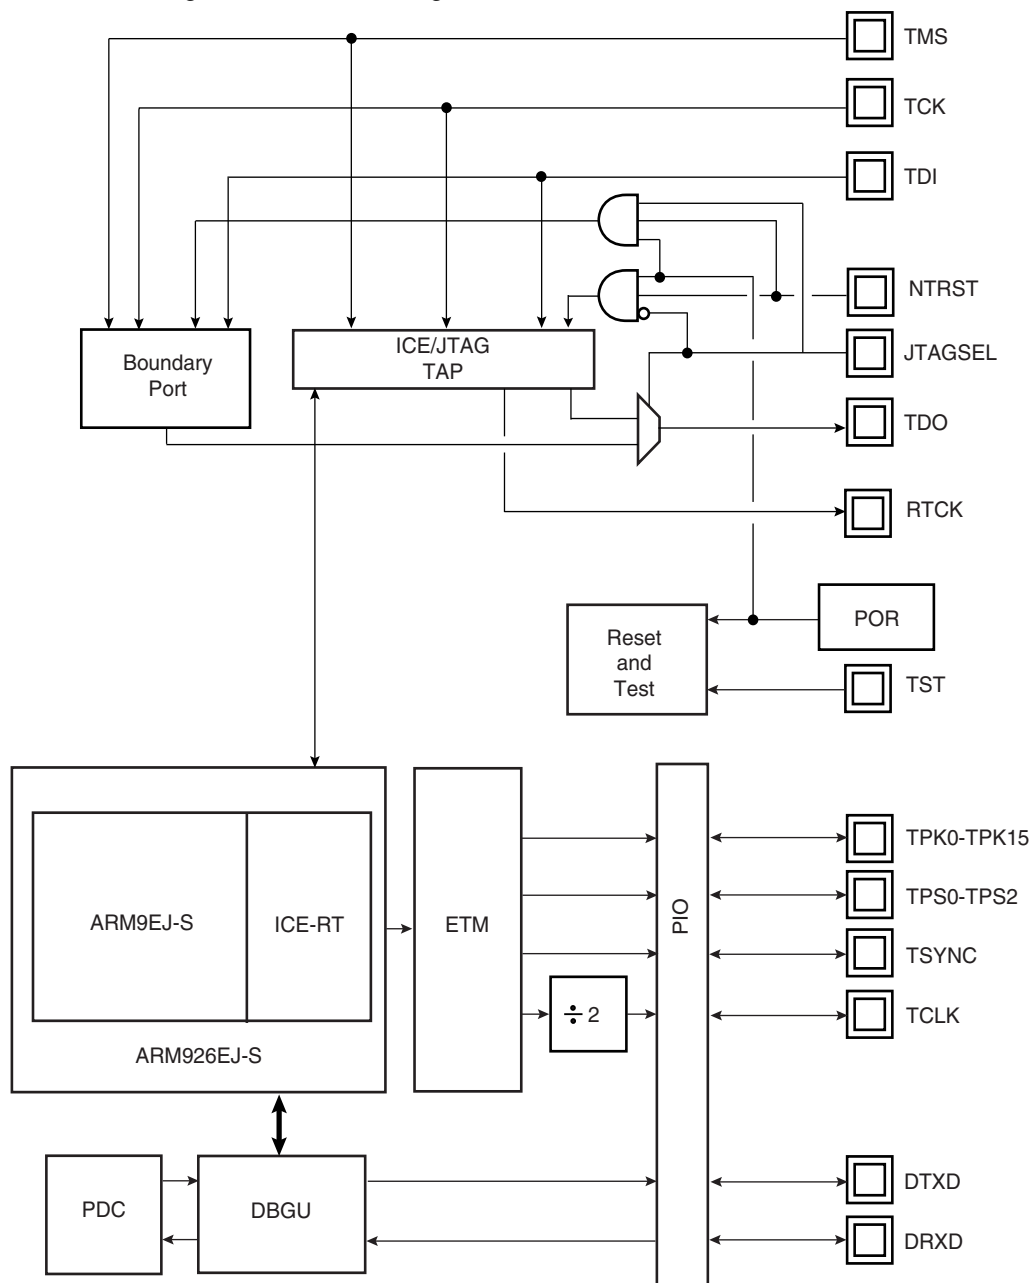 TMS
TCK
TDI
NTRST
ICE/JTAG
TAP
JTAGSEL
Boundary
Port
TDO
RTCK
POR
Reset
and
Test
TST
TPK0-TPK15
TPS0-TPS2
ARM9EJ-S
ICE-RT
ETM
PIO
TSYNC
÷ 2
TCLK
ARM926EJ-S
PDC
DBGU
DTXD
DRXD